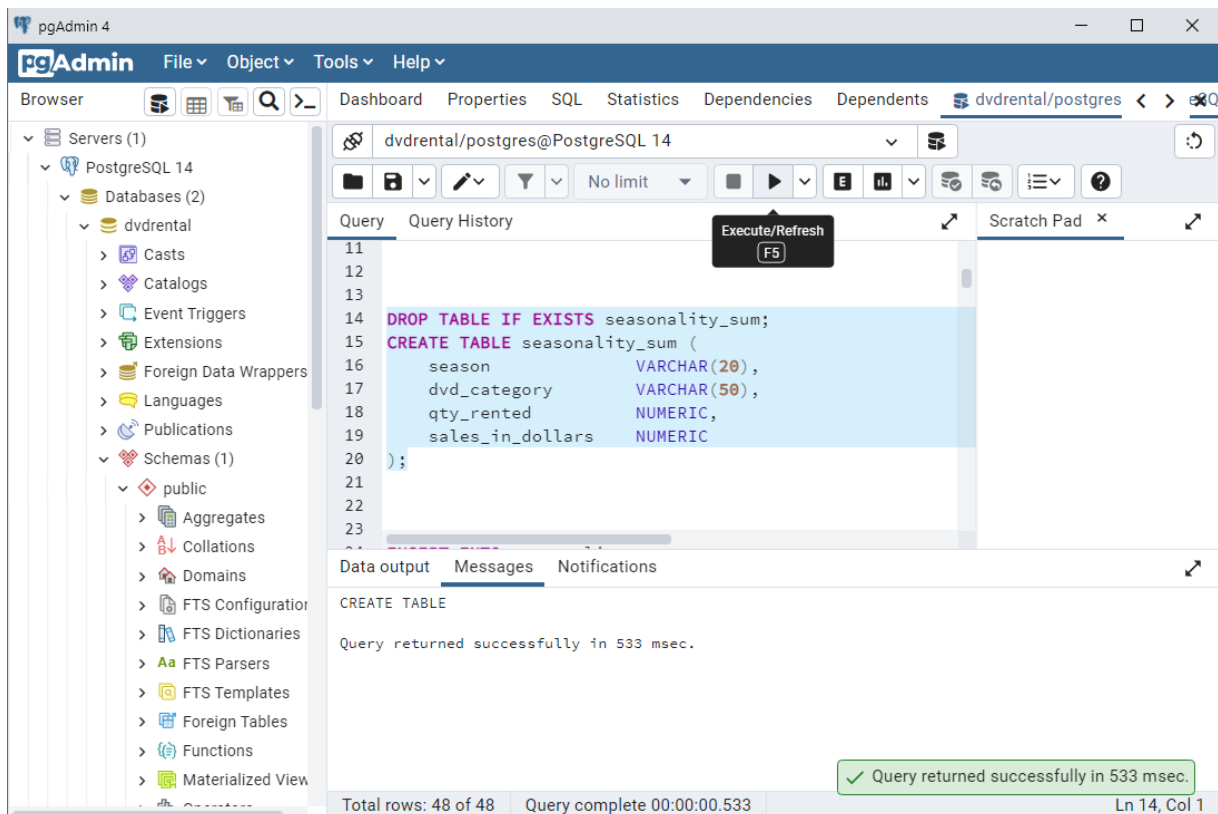 pgAdmin 4
pgAdmin File Object Tools Help
Browser
Dashboard Properties SQL Statistics Dependencies Dependents dvdrental/postgres
Servers (1)
PostgreSQL 14
Databases (2)
dvdrental
Casts
Catalogs
Event Triggers
Extensions
Foreign Data Wrappers
Languages
Publications
Schemas (1)
public
Aggregates
Collations
Domains
FTS Configuration
FTS Dictionaries
FTS Parsers
FTS Templates
Foreign Tables
Functions
Materialized View
Operators
dvdrental/postgres@PostgreSQL 14
No limit
Query Query History
Execute/Refresh
F5
Scratch Pad
11
12
13
14 DROP TABLE IF EXISTS seasonality_sum;
15 CREATE TABLE seasonality_sum (
16 season VARCHAR(20),
17 dvd_category VARCHAR(50),
18 qty_rented NUMERIC,
19 sales_in_dollars NUMERIC
20 );
21
22
23
Data output Messages Notifications
CREATE TABLE
Query returned successfully in 533 msec.
Query returned successfully in 533 msec.
Total rows: 48 of 48 Query complete 00:00:00.533 Ln 14, Col 1